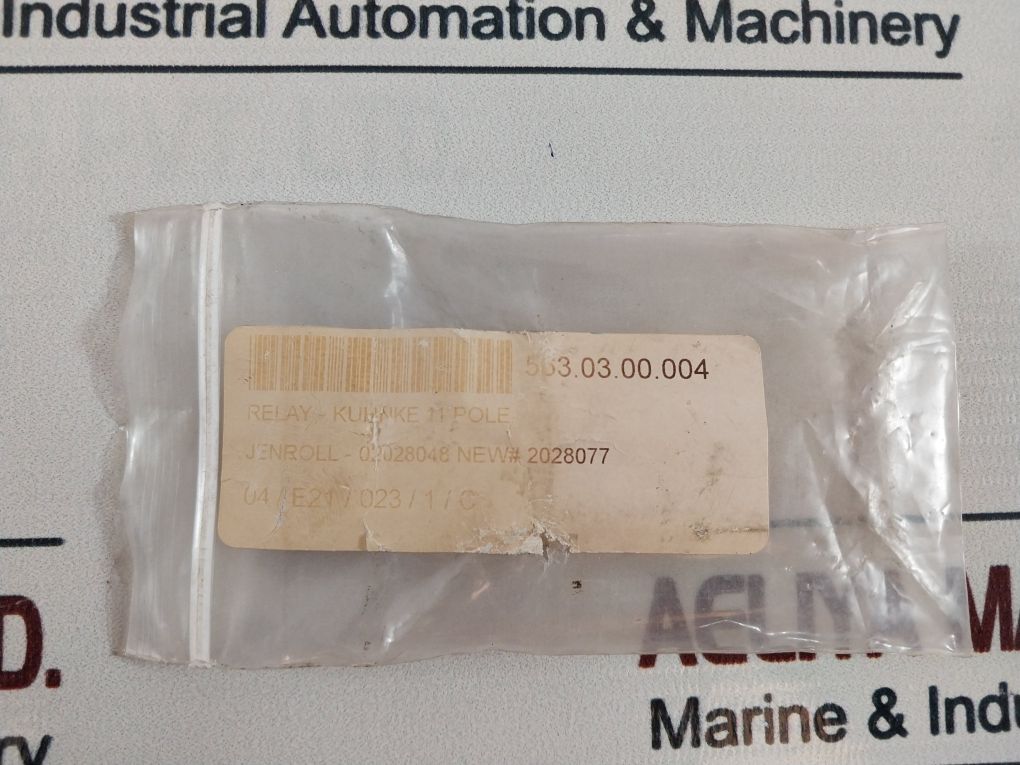 Industrial Automation & Machinery
563.03.00.004
RELAY - KUHNKE 11 POLE
JENROLL - 02028048 NEW# 2028077
04 / E21 / 023 / 1 / C
D.
ry
Marine & Indu